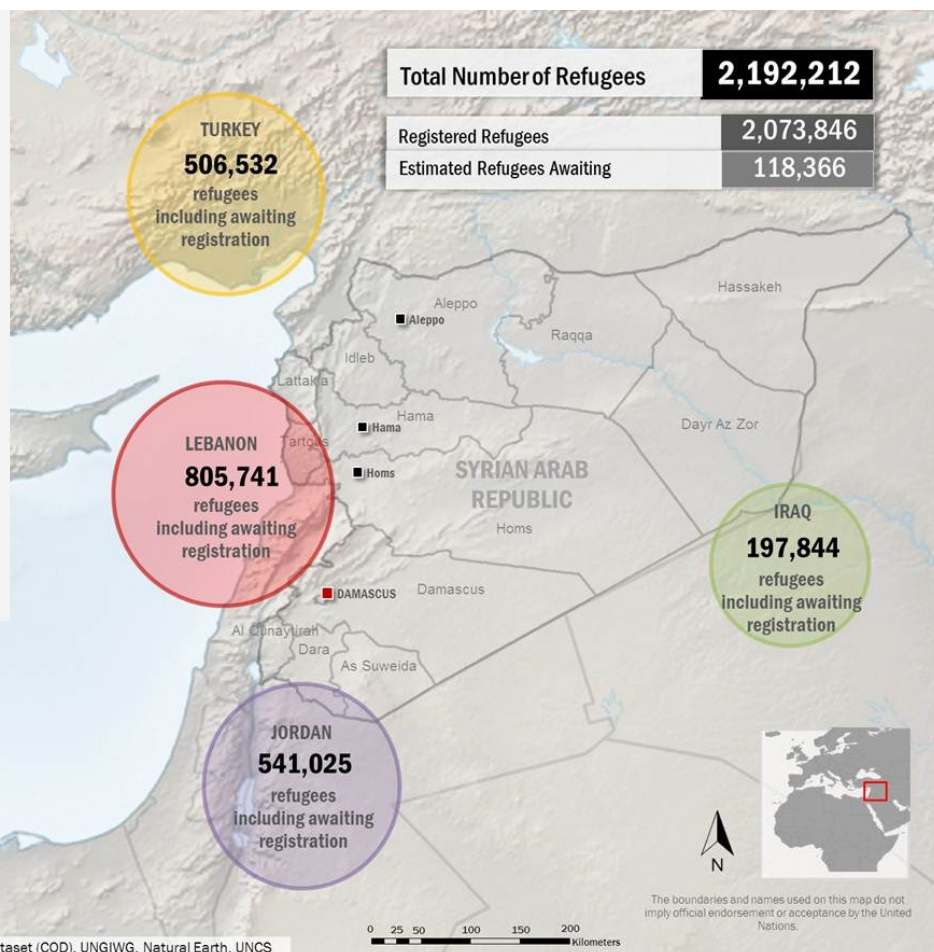 Total Number of Refugees 2,192,212
Registered Refugees 2,073,846
Estimated Refugees Awaiting 118,366
TURKEY
506,532
refugees
including awaiting
registration
Hassakeh
Aleppo
Aleppo
Raqqa
Idleb
Lattakia
Hama
Hama
Dayr Az Zor
LEBANON
805,741
refugees
including awaiting
registration
Tartous
Homs
SYRIAN ARAB
REPUBLIC
Homs
IRAQ
197,844
refugees
including awaiting
registration
DAMASCUS
Damascus
Al Qunaytirah
Dara
As Suweida
JORDAN
541,025
refugees
including awaiting
registration
N
The boundaries and names used on this map do not
imply official endorsement or acceptance by the United
Nations.
0 25 50 100 150 200
Kilometers
taset (COD), UNGIWG, Natural Earth, UNCS